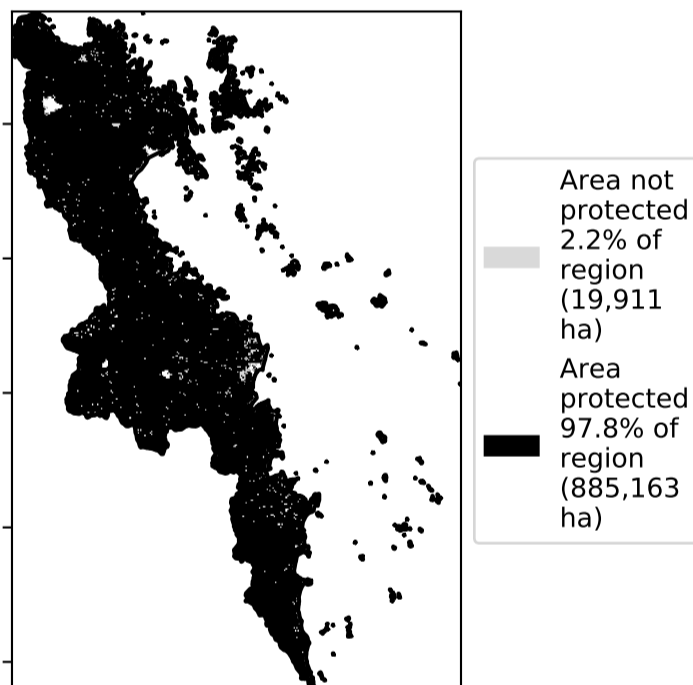 Area not
protected
2.2% of
region
(19,911
ha)
Area
protected
97.8% of
region
(885,163
ha)